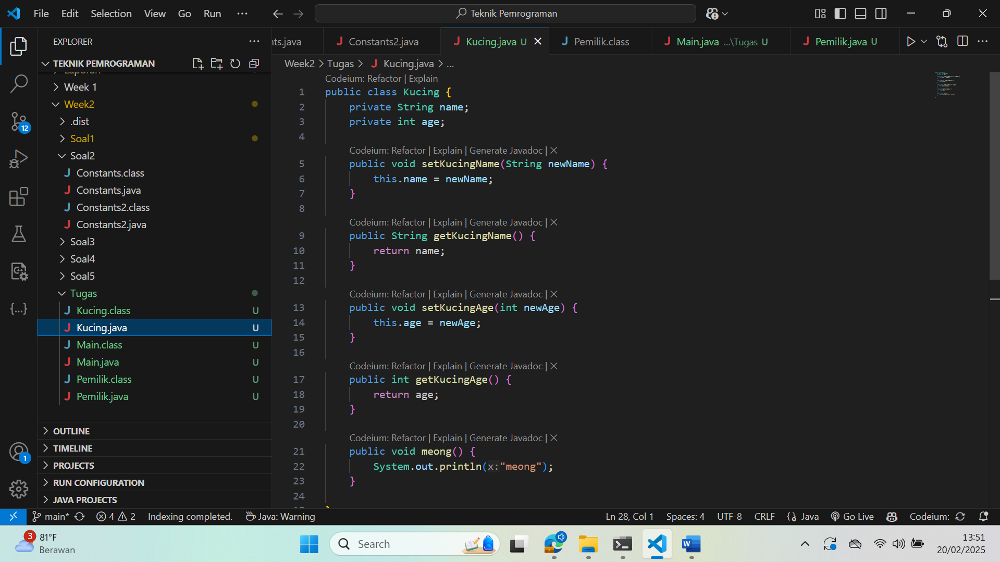 File Edit Selection View Go Run ···
Teknik Pemrograman
EXPLORER
TEKNIK PEMROGRAMAN
Laporan
Week 1
Week2
.dist
Soal1
Soal2
Constants.class
Constants.java
Constants2.class
Constants2.java
Soal3
Soal4
Soal5
Tugas
Kucing.class U
Kucing.java U
Main.class U
Main.java U
Pemilik.class U
Pemilik.java U
OUTLINE
TIMELINE
PROJECTS
RUN CONFIGURATION
JAVA PROJECTS
12
1
nts.java Constants2.java Kucing.java U Pemilik.class Main.java ...\Tugas U Pemilik.java U
Week2 > Tugas > Kucing.java > ...
Codeium: Refactor | Explain
1 public class Kucing {
2 private String name;
3 private int age;
4
Codeium: Refactor | Explain | Generate Javadoc | ×
5 public void setKucingName(String newName) {
6 this.name = newName;
7 }
8
Codeium: Refactor | Explain | Generate Javadoc | ×
9 public String getKucingName() {
10 return name;
11 }
12
Codeium: Refactor | Explain | Generate Javadoc | ×
13 public void setKucingAge(int newAge) {
14 this.age = newAge;
15 }
16
Codeium: Refactor | Explain | Generate Javadoc | ×
17 public int getKucingAge() {
18 return age;
19 }
20
Codeium: Refactor | Explain | Generate Javadoc | ×
21 public void meong() {
22 System.out.println(x:"meong");
23 }
24
main* 4 2 Indexing completed. Java: Warning Ln 28, Col 1 Spaces: 4 UTF-8 CRLF Java Go Live Codeium:
3
81°F
Berawan
Search
13:51
20/02/2025